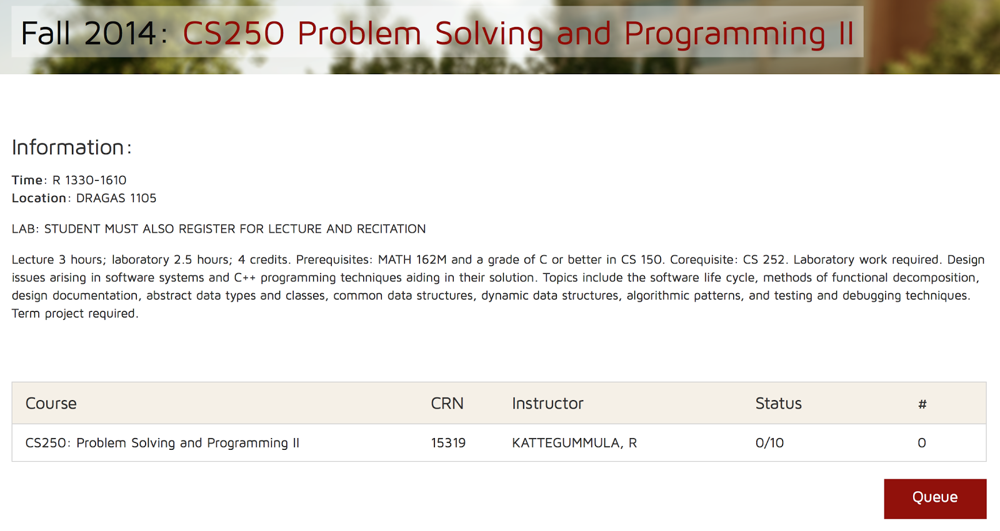 Fall 2014: CS250 Problem Solving and Programming II
Information:
Time: R 1330-1610
Location: DRAGAS 1105
LAB: STUDENT MUST ALSO REGISTER FOR LECTURE AND RECITATION
Lecture 3 hours; laboratory 2.5 hours; 4 credits. Prerequisites: MATH 162M and a grade of C or better in CS 150. Corequisite: CS 252. Laboratory work required. Design
issues arising in software systems and C++ programming techniques aiding in their solution. Topics include the software life cycle, methods of functional decomposition,
design documentation, abstract data types and classes, common data structures, dynamic data structures, algorithmic patterns, and testing and debugging techniques.
Term project required.
Course CRN Instructor Status #
CS250: Problem Solving and Programming II 15319 KATTEGUMMULA, R 0/10 0
Queue